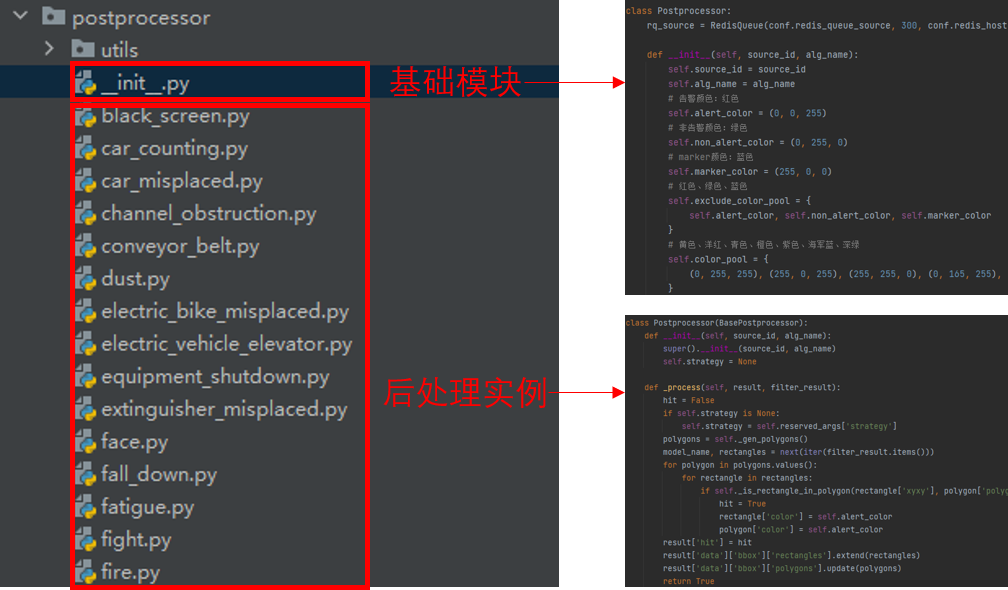 postprocessor
utils
__init__.py
black_screen.py
car_counting.py
car_misplaced.py
channel_obstruction.py
conveyor_belt.py
dust.py
electric_bike_misplaced.py
electric_vehicle_elevator.py
equipment_shutdown.py
extinguisher_misplaced.py
face.py
fall_down.py
fatigue.py
fight.py
fire.py
基础模块
后处理实例
class Postprocessor:
rq_source = RedisQueue(conf.redis_queue_source, 300, conf.redis_host
def __init__(self, source_id, alg_name):
self.source_id = source_id
self.alg_name = alg_name
# 告警颜色: 红色
self.alert_color = (0, 0, 255)
# 非告警颜色: 绿色
self.non_alert_color = (0, 255, 0)
# marker颜色: 蓝色
self.marker_color = (255, 0, 0)
# 红色、绿色、蓝色
self.exclude_color_pool = {
self.alert_color, self.non_alert_color, self.marker_color
}
# 黄色、洋红、青色、橙色、紫色、海军蓝、深绿
self.color_pool = {
(0, 255, 255), (255, 0, 255), (255, 255, 0), (0, 165, 255),
}
class Postprocessor(BasePostprocessor):
def __init__(self, source_id, alg_name):
super().__init__(source_id, alg_name)
self.strategy = None
def _process(self, result, filter_result):
hit = False
if self.strategy is None:
self.strategy = self.reserved_args['strategy']
polygons = self._gen_polygons()
model_name, rectangles = next(iter(filter_result.items()))
for polygon in polygons.values():
for rectangle in rectangles:
if self._is_rectangle_in_polygon(rectangle['xyxy'], polygon['polyg
hit = True
rectangle['color'] = self.alert_color
polygon['color'] = self.alert_color
result['hit'] = hit
result['data']['bbox']['rectangles'].extend(rectangles)
result['data']['bbox']['polygons'].update(polygons)
return True